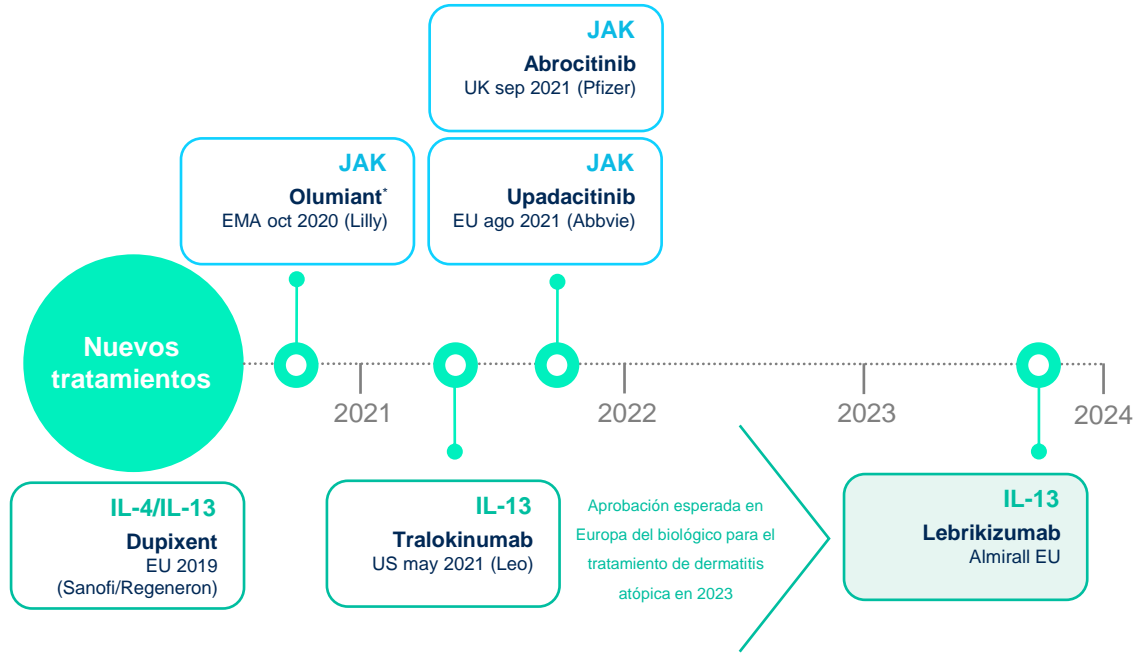 JAK
Abrocitinib
UK sep 2021 (Pfizer)
JAK
Olumiant*
EMA oct 2020 (Lilly)
JAK
Upadacitinib
EU ago 2021 (Abbvie)
Nuevos
tratamientos
2021
2022
2023
2024
IL-4/IL-13
Dupixent
EU 2019
(Sanofi/Regeneron)
IL-13
Tralokinumab
US may 2021 (Leo)
Aprobación esperada en
Europa del biológico para el
tratamiento de dermatitis
atópica en 2023
IL-13
Lebrikizumab
Almirall EU